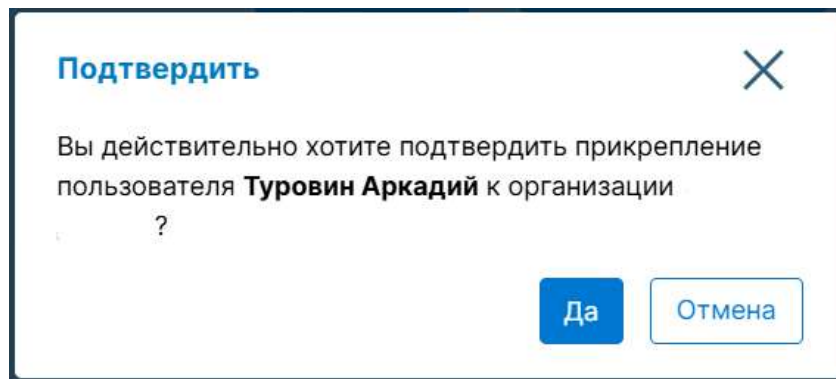 Подтвердить
Вы действительно хотите подтвердить прикрепление
пользователя Туровин Аркадий к организации
?
Да
Отмена